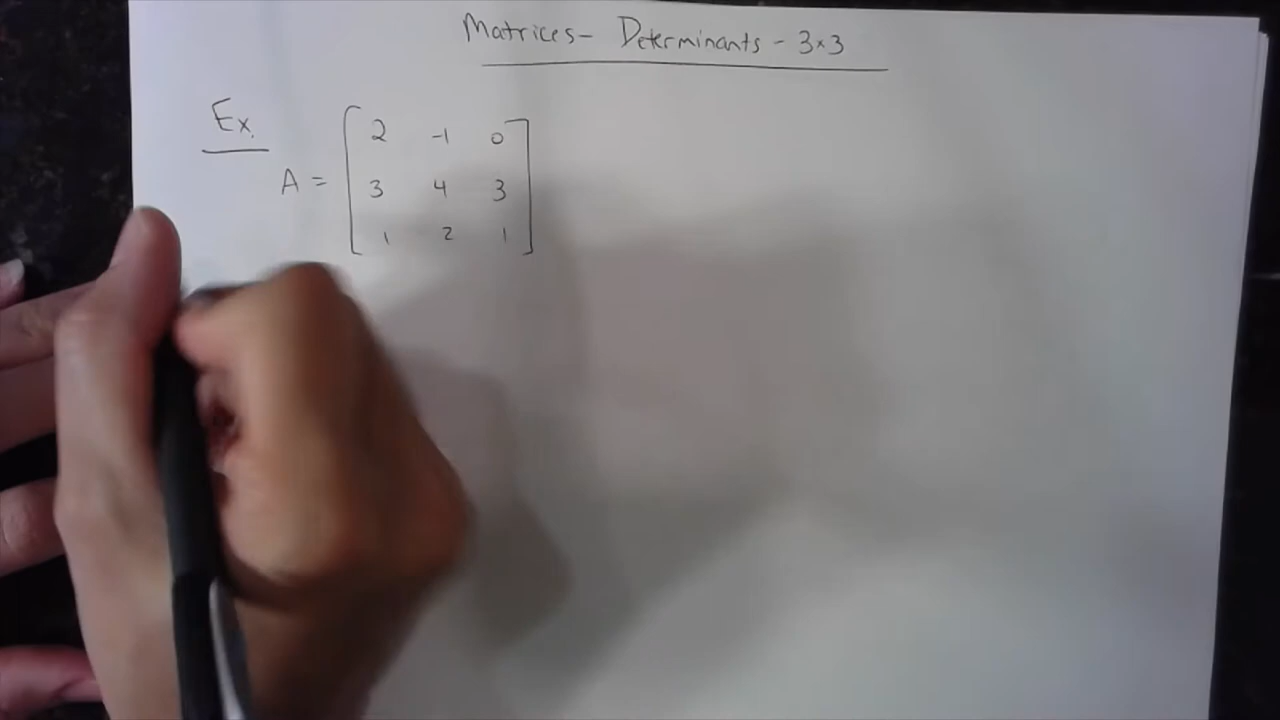 Matrices- Determinants - 3×3
Ex.
2 -1 0
A = 3 4 3
1 2 1